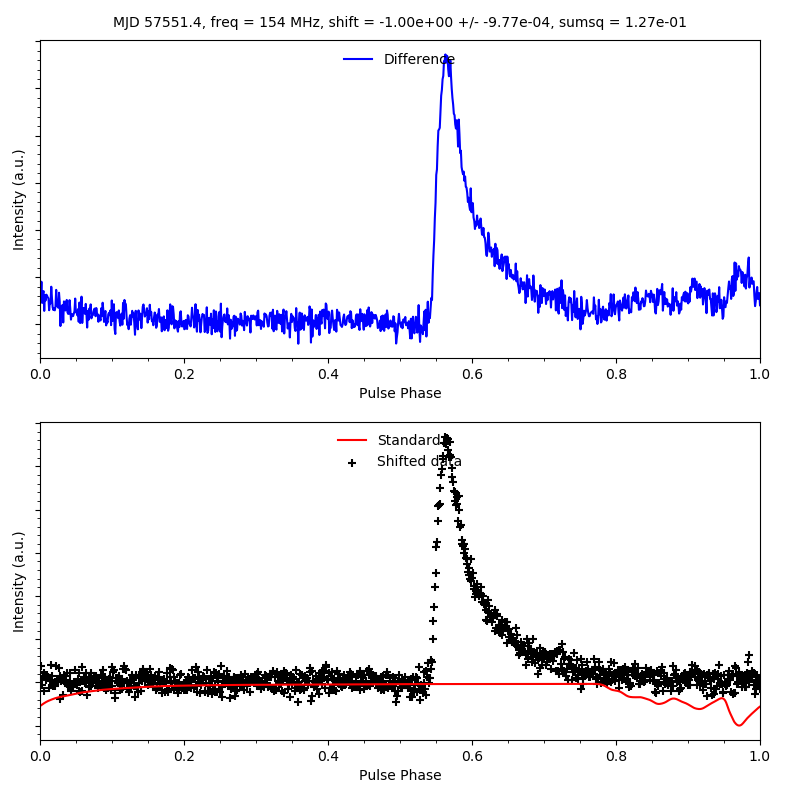 MJD 57551.4, freq = 154 MHz, shift = -1.00e+00 +/- -9.77e-04, sumsq = 1.27e-01
Difference
Intensity (a.u.)
0.0 0.2 0.4 0.6 0.8 1.0
Pulse Phase
Standard
Shifted data
Intensity (a.u.)
0.0 0.2 0.4 0.6 0.8 1.0
Pulse Phase